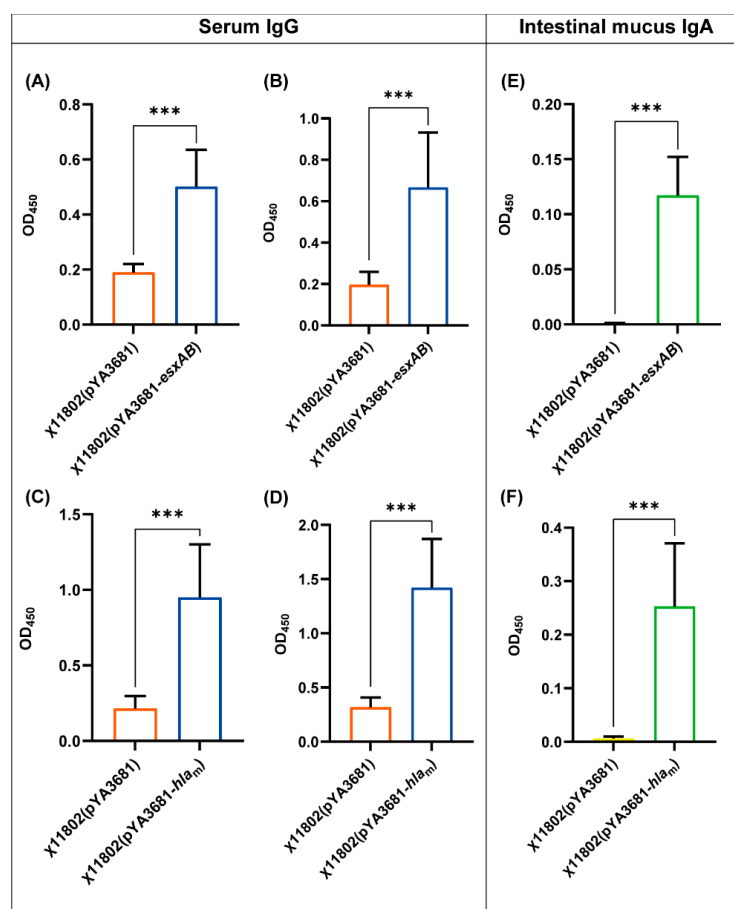 Serum IgG
Intestinal mucus IgA
(A)
***
0.8
0.6
0.4
0.2
0.0
OD450
χ11802(pYA3681)
χ11802(pYA3681-esxAB)
(B)
***
1.0
0.8
0.6
0.4
0.2
0.0
OD450
χ11802(pYA3681)
χ11802(pYA3681-esxAB)
(E)
***
0.20
0.15
0.10
0.05
0.00
OD450
χ11802(pYA3681)
χ11802(pYA3681-esxAB)
(C)
***
1.5
1.0
0.5
0.0
OD450
χ11802(pYA3681)
χ11802(pYA3681-hlam)
(D)
***
2.0
1.5
1.0
0.5
0.0
OD450
χ11802(pYA3681)
χ11802(pYA3681-hlam)
(F)
***
0.4
0.3
0.2
0.1
0.0
OD450
χ11802(pYA3681)
χ11802(pYA3681-hlam)